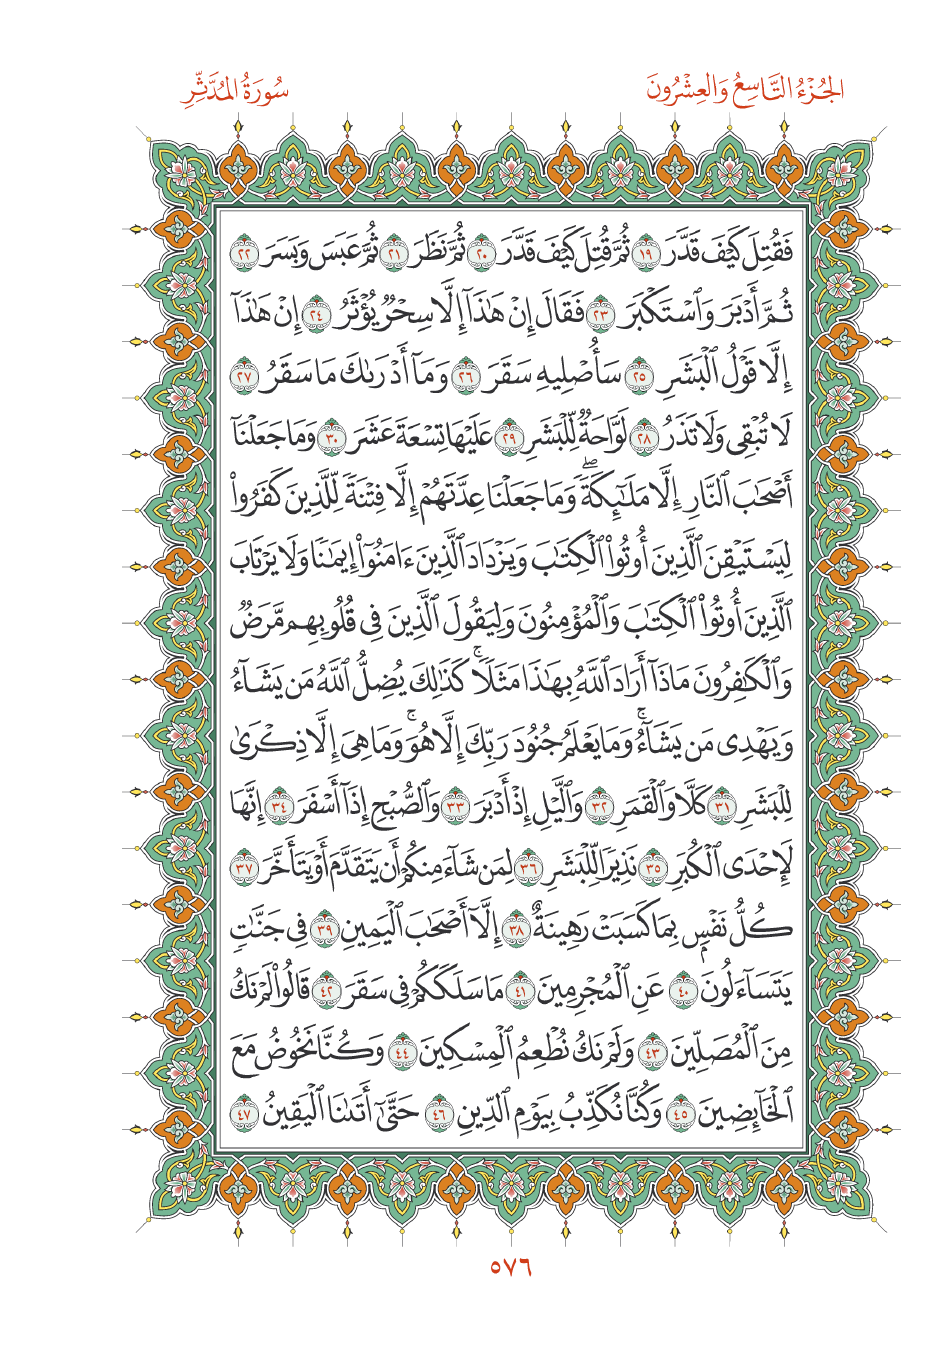 الجُزْءُ التَّاسِعُ وَالعِشْرُونَ
سُورَةُ المُدَّثِّرِ
فَقُتِلَ كَيْفَ قَدَّرَ ١٩ ثُمَّ قُتِلَ كَيْفَ قَدَّرَ ٢٠ ثُمَّ نَظَرَ ٢١ ثُمَّ عَبَسَ وَبَسَرَ ٢٢
ثُمَّ أَدْبَرَ وَٱسْتَكْبَرَ ٢٣ فَقَالَ إِنْ هَٰذَآ إِلَّا سِحْرٌ يُؤْثَرُ ٢٤ إِنْ هَٰذَآ
إِلَّا قَوْلُ ٱلْبَشَرِ ٢٥ سَأُصْلِيهِ سَقَرَ ٢٦ وَمَآ أَدْرَىٰكَ مَا سَقَرُ ٢٧
لَا تُبْقِى وَلَا تَذَرُ ٢٨ لَوَّاحَةٌ لِّلْبَشَرِ ٢٩ عَلَيْهَا تِسْعَةَ عَشَرَ ٣٠ وَمَا جَعَلْنَآ
أَصْحَٰبَ ٱلنَّارِ إِلَّا مَلَٰٓئِكَةً ۖ وَمَا جَعَلْنَا عِدَّتَهُمْ إِلَّا فِتْنَةً لِّلَّذِينَ كَفَرُوا۟
لِيَسْتَيْقِنَ ٱلَّذِينَ أُوتُوا۟ ٱلْكِتَٰبَ وَيَزْدَادَ ٱلَّذِينَ ءَامَنُوٓا۟ إِيمَٰنًا وَلَا يَرْتَابَ
ٱلَّذِينَ أُوتُوا۟ ٱلْكِتَٰبَ وَٱلْمُؤْمِنُونَ وَلِيَقُولَ ٱلَّذِينَ فِى قُلُوبِهِم مَّرَضٌ
وَٱلْكَٰفِرُونَ مَاذَآ أَرَادَ ٱللَّهُ بِهَٰذَا مَثَلًا ۚ كَذَٰلِكَ يُضِلُّ ٱللَّهُ مَن يَشَآءُ
وَيَهْدِى مَن يَشَآءُ ۚ وَمَا يَعْلَمُ جُنُودَ رَبِّكَ إِلَّا هُوَ ۚ وَمَا هِىَ إِلَّا ذِكْرَىٰ
لِلْبَشَرِ ٣١ كَلَّا وَٱلْقَمَرِ ٣٢ وَٱلَّيْلِ إِذْ أَدْبَرَ ٣٣ وَٱلصُّبْحِ إِذَآ أَسْفَرَ ٣٤ إِنَّهَا
لَإِحْدَى ٱلْكُبَرِ ٣٥ نَذِيرًا لِّلْبَشَرِ ٣٦ لِمَن شَآءَ مِنكُمْ أَن يَتَقَدَّمَ أَوْ يَتَأَخَّرَ ٣٧
كُلُّ نَفْسٍۭ بِمَا كَسَبَتْ رَهِينَةٌ ٣٨ إِلَّآ أَصْحَٰبَ ٱلْيَمِينِ ٣٩ فِى جَنَّٰتٍ
يَتَسَآءَلُونَ ٤٠ عَنِ ٱلْمُجْرِمِينَ ٤١ مَا سَلَكَكُمْ فِى سَقَرَ ٤٢ قَالُوا۟ لَمْ نَكُ
مِنَ ٱلْمُصَلِّينَ ٤٣ وَلَمْ نَكُ نُطْعِمُ ٱلْمِسْكِينَ ٤٤ وَكُنَّا نَخُوضُ مَعَ
ٱلْخَآئِضِينَ ٤٥ وَكُنَّا نُكَذِّبُ بِيَوْمِ ٱلدِّينِ ٤٦ حَتَّىٰٓ أَتَىٰنَا ٱلْيَقِينُ ٤٧
٥٧٦